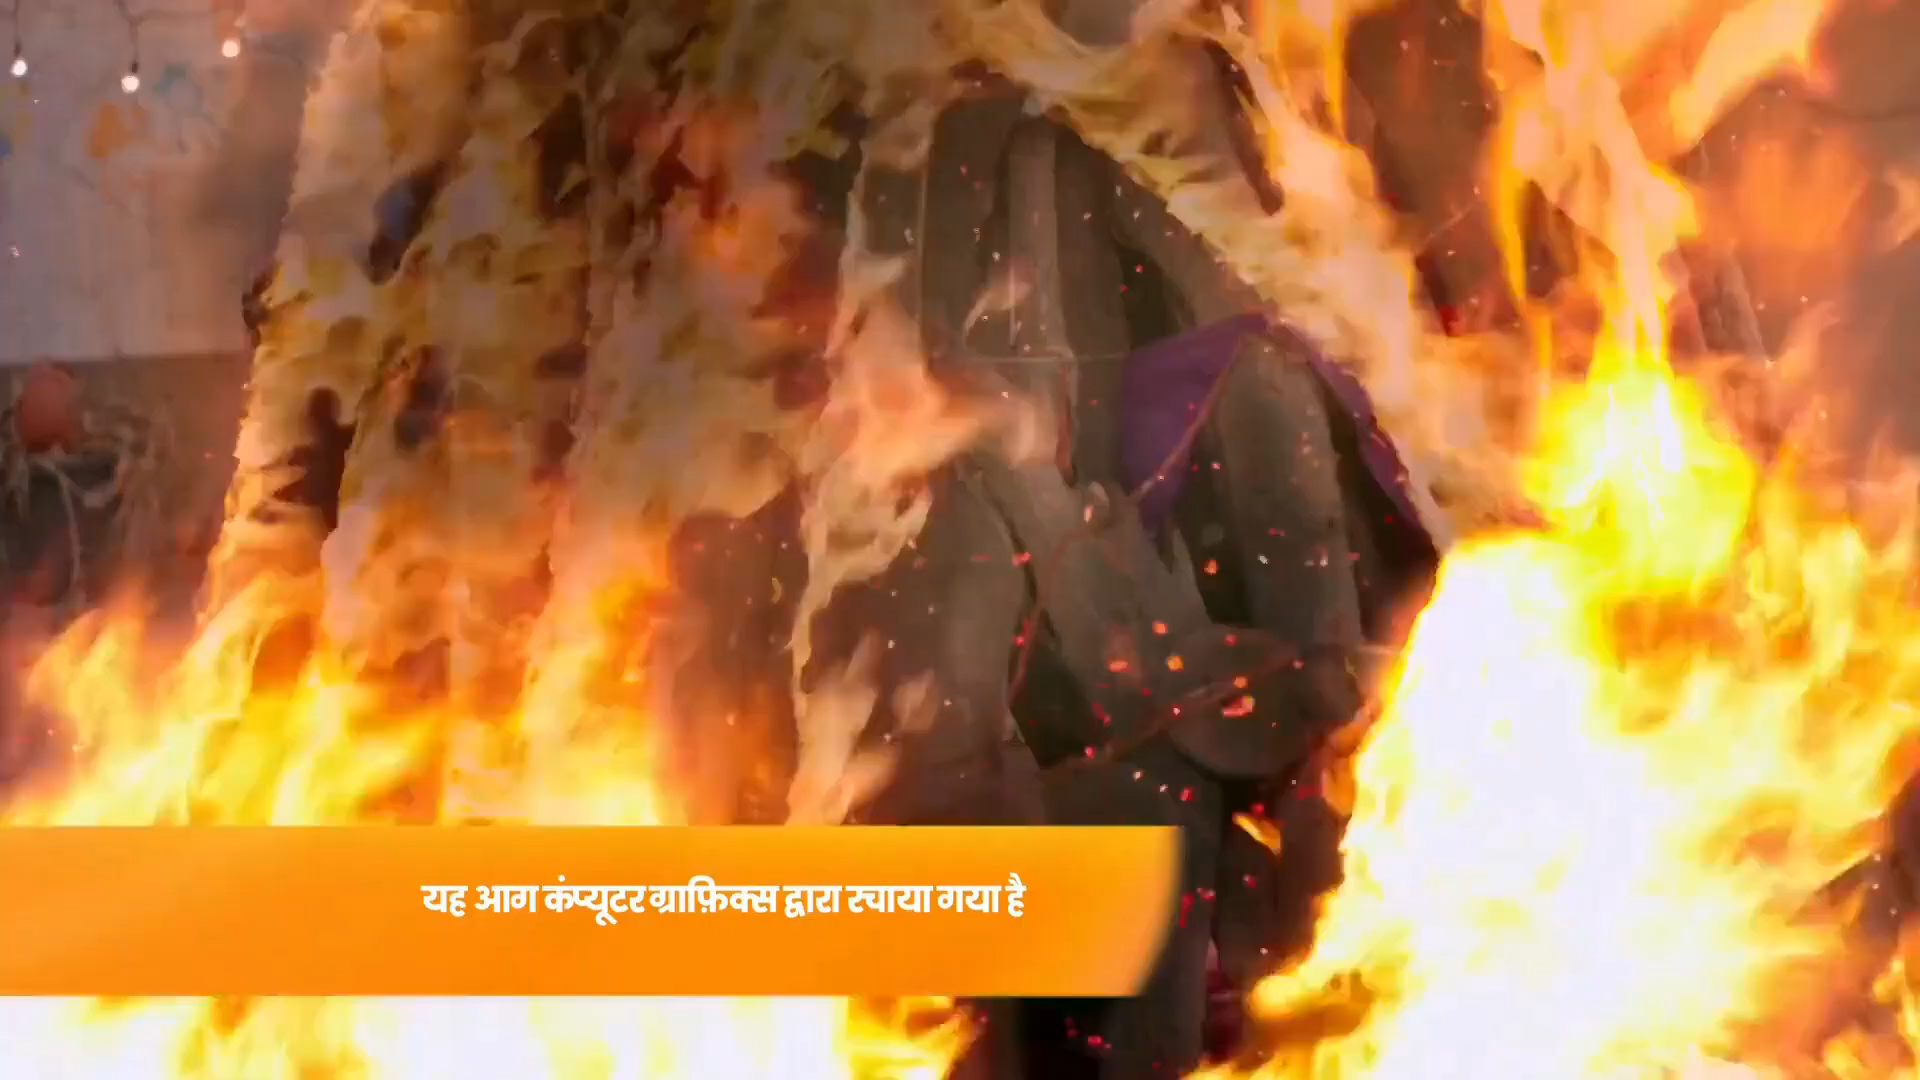 यह आग कंप्यूटर ग्राफ़िक्स द्वारा रचाया गया है